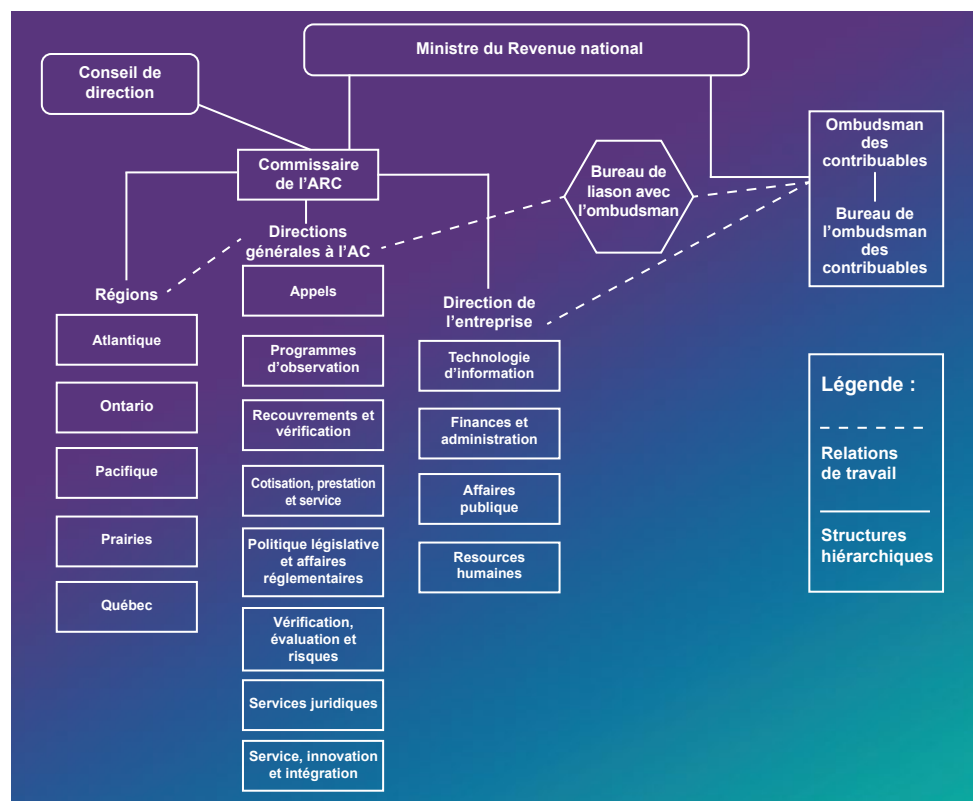 Ministre du Revenue national
Conseil de
direction
Commissaire
de l'ARC
Bureau de
liason avec
l'ombudsman
Ombudsman
des
contribuables
Bureau de
l'ombudsman
des
contribuables
Régions
Atlantique
Ontario
Pacifique
Prairies
Québec
Directions
générales à l'AC
Appels
Programmes
d'observation
Recouvrements et
vérification
Cotisation, prestation
et service
Politique législative
et affaires
réglementaires
Vérification,
évaluation et
risques
Services juridiques
Service, innovation
et intégration
Direction de
l'entreprise
Technologie
d'information
Finances et
administration
Affaires
publique
Resources
humaines
Légende :
Relations
de travail
Structures
hiérarchiques